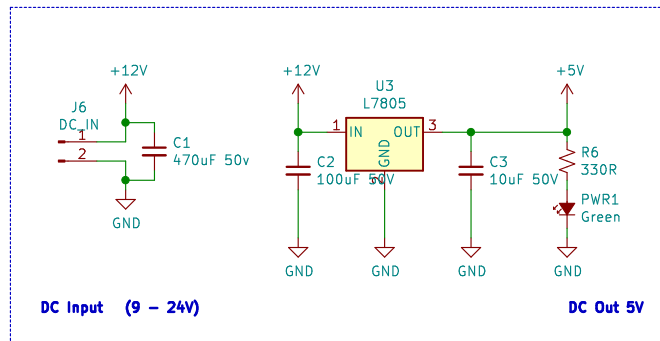 +12V
J6
DC_IN
1
2
C1
470uF 50v
GND
+12V
U3
L7805
1
IN
OUT
3
GND
2
C2
100uF 50V
C3
10uF 50V
+5V
R6
330R
PWR1
Green
GND
GND
GND
GND
DC Input (9 – 24V)
DC Out 5V